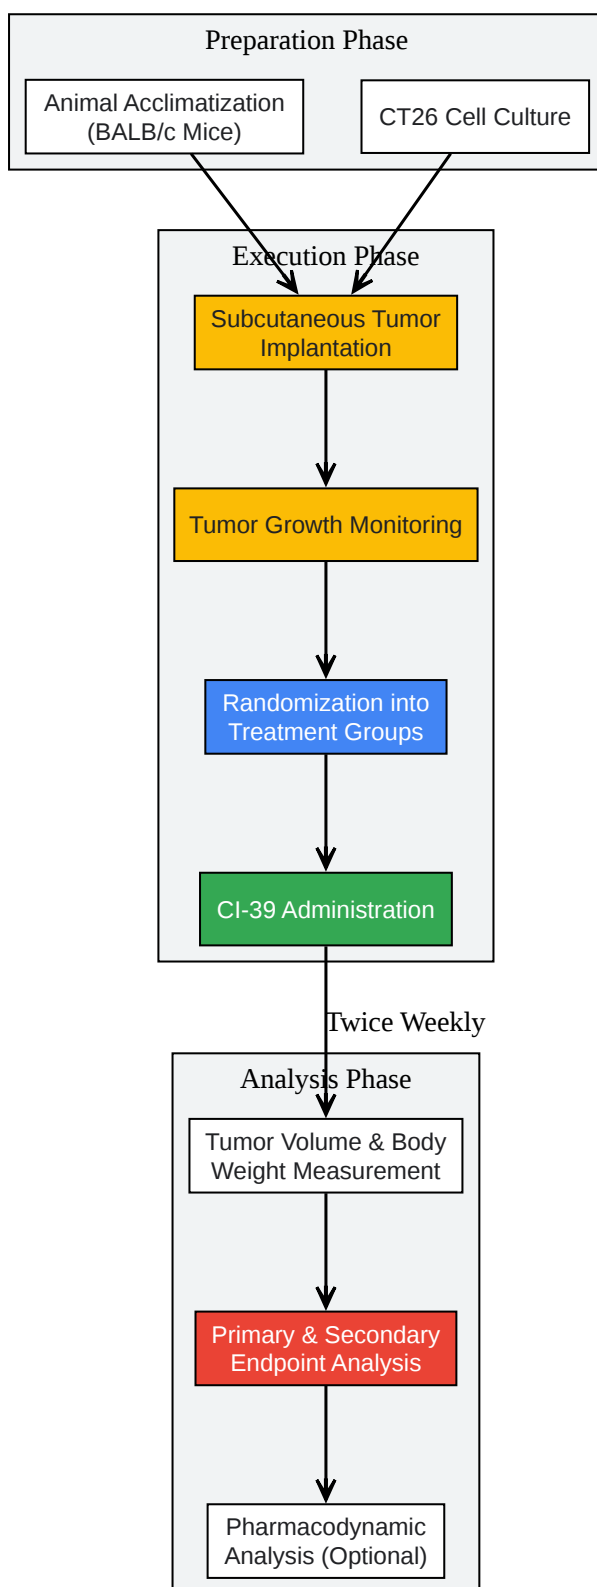 Preparation Phase
Animal Acclimatization
(BALB/c Mice)
CT26 Cell Culture
Execution Phase
Subcutaneous Tumor
Implantation
Tumor Growth Monitoring
Randomization into
Treatment Groups
CI-39 Administration
Twice Weekly
Analysis Phase
Tumor Volume & Body
Weight Measurement
Primary & Secondary
Endpoint Analysis
Pharmacodynamic
Analysis (Optional)